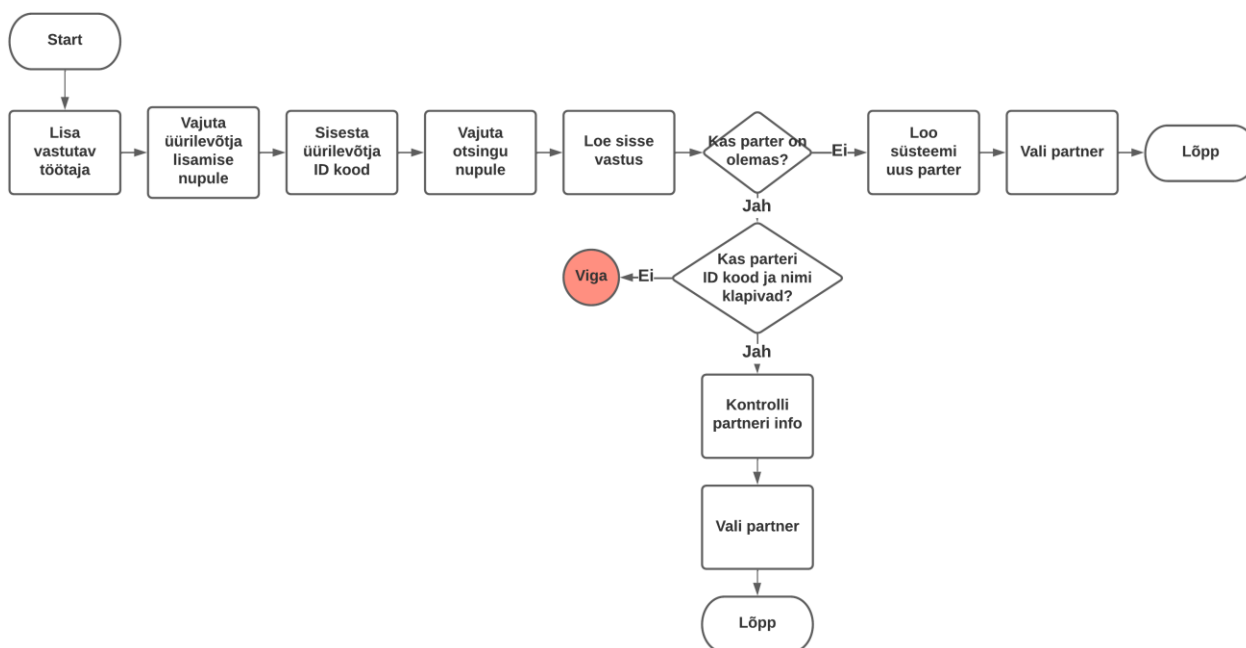 Start
Lisa
vastutav
töötaja
Vajuta
üürilevõtja
lisamise
nupule
Sisesta
üürilevõtja
ID kood
Vajuta
otsingu
nupule
Loe sisse
vastus
Kas parter on
olemas?
Ei
Loo
süsteemi
uus parter
Vali partner
Lõpp
Jah
Kas parteri
ID kood ja nimi
klapivad?
Ei
Viga
Jah
Kontrolli
partneri info
Vali partner
Lõpp